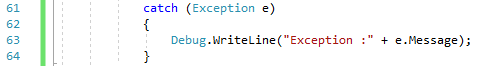 61 catch (Exception e)
62 {
63 Debug.WriteLine("Exception :" + e.Message);
64 }